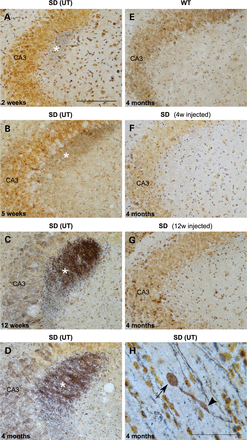 SD (UT)
A
*
CA3
2 weeks
WT
E
CA3
4 months
SD (UT)
B
*
CA3
5 weeks
SD (4w injected)
F
CA3
4 months
SD (UT)
C
*
CA3
12 weeks
SD (12w injected)
G
CA3
4 months
SD (UT)
D
*
CA3
4 months
SD (UT)
H
4 months